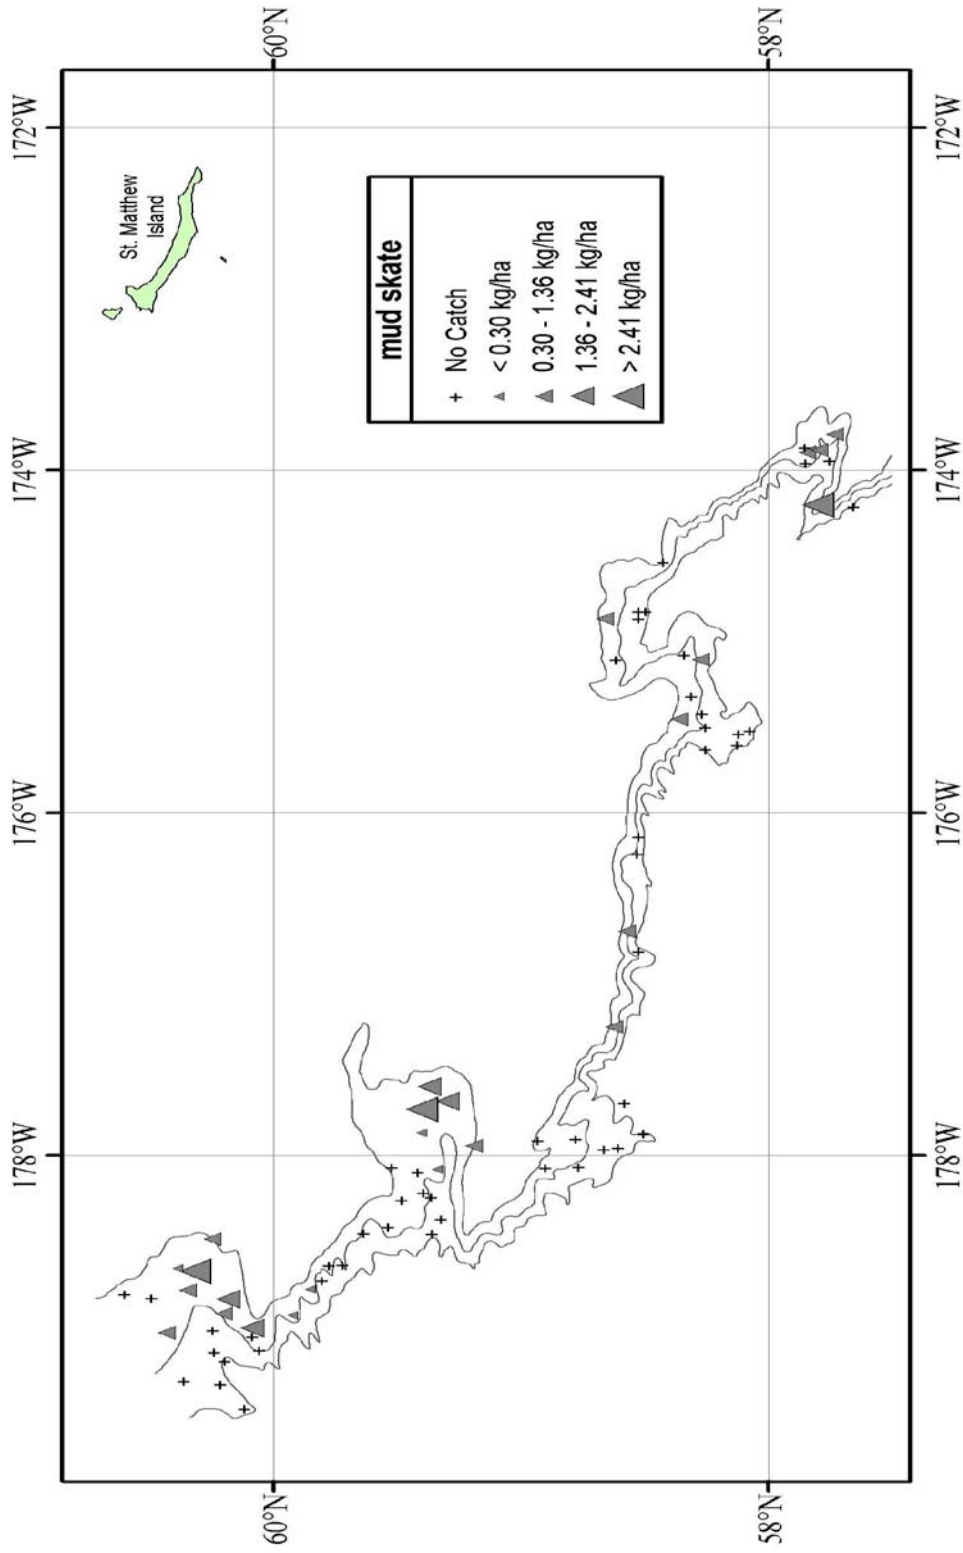 172°W
174°W
176°W
178°W
60°N
60°N
58°N
58°N
St. Matthew
Island
mud skate
No Catch
< 0.30 kg/ha
0.30 - 1.36 kg/ha
1.36 - 2.41 kg/ha
> 2.41 kg/ha
172°W
174°W
176°W
178°W